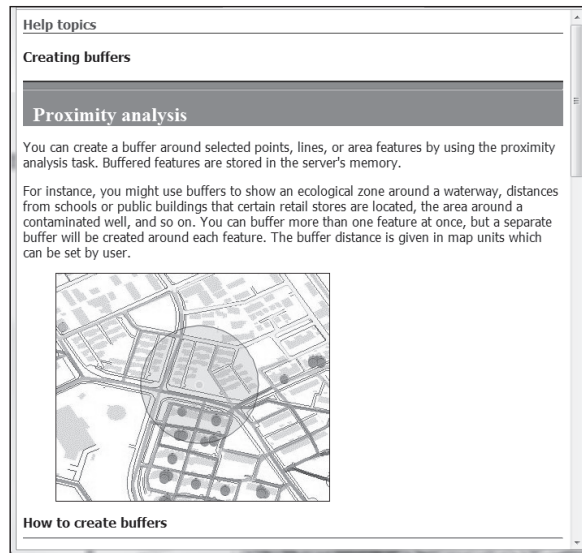 Help topics
Creating buffers
Proximity analysis
You can create a buffer around selected points, lines, or area features by using the proximity
analysis task. Buffered features are stored in the server's memory.
For instance, you might use buffers to show an ecological zone around a waterway, distances
from schools or public buildings that certain retail stores are located, the area around a
contaminated well, and so on. You can buffer more than one feature at once, but a separate
buffer will be created around each feature. The buffer distance is given in map units which
can be set by user.
How to create buffers